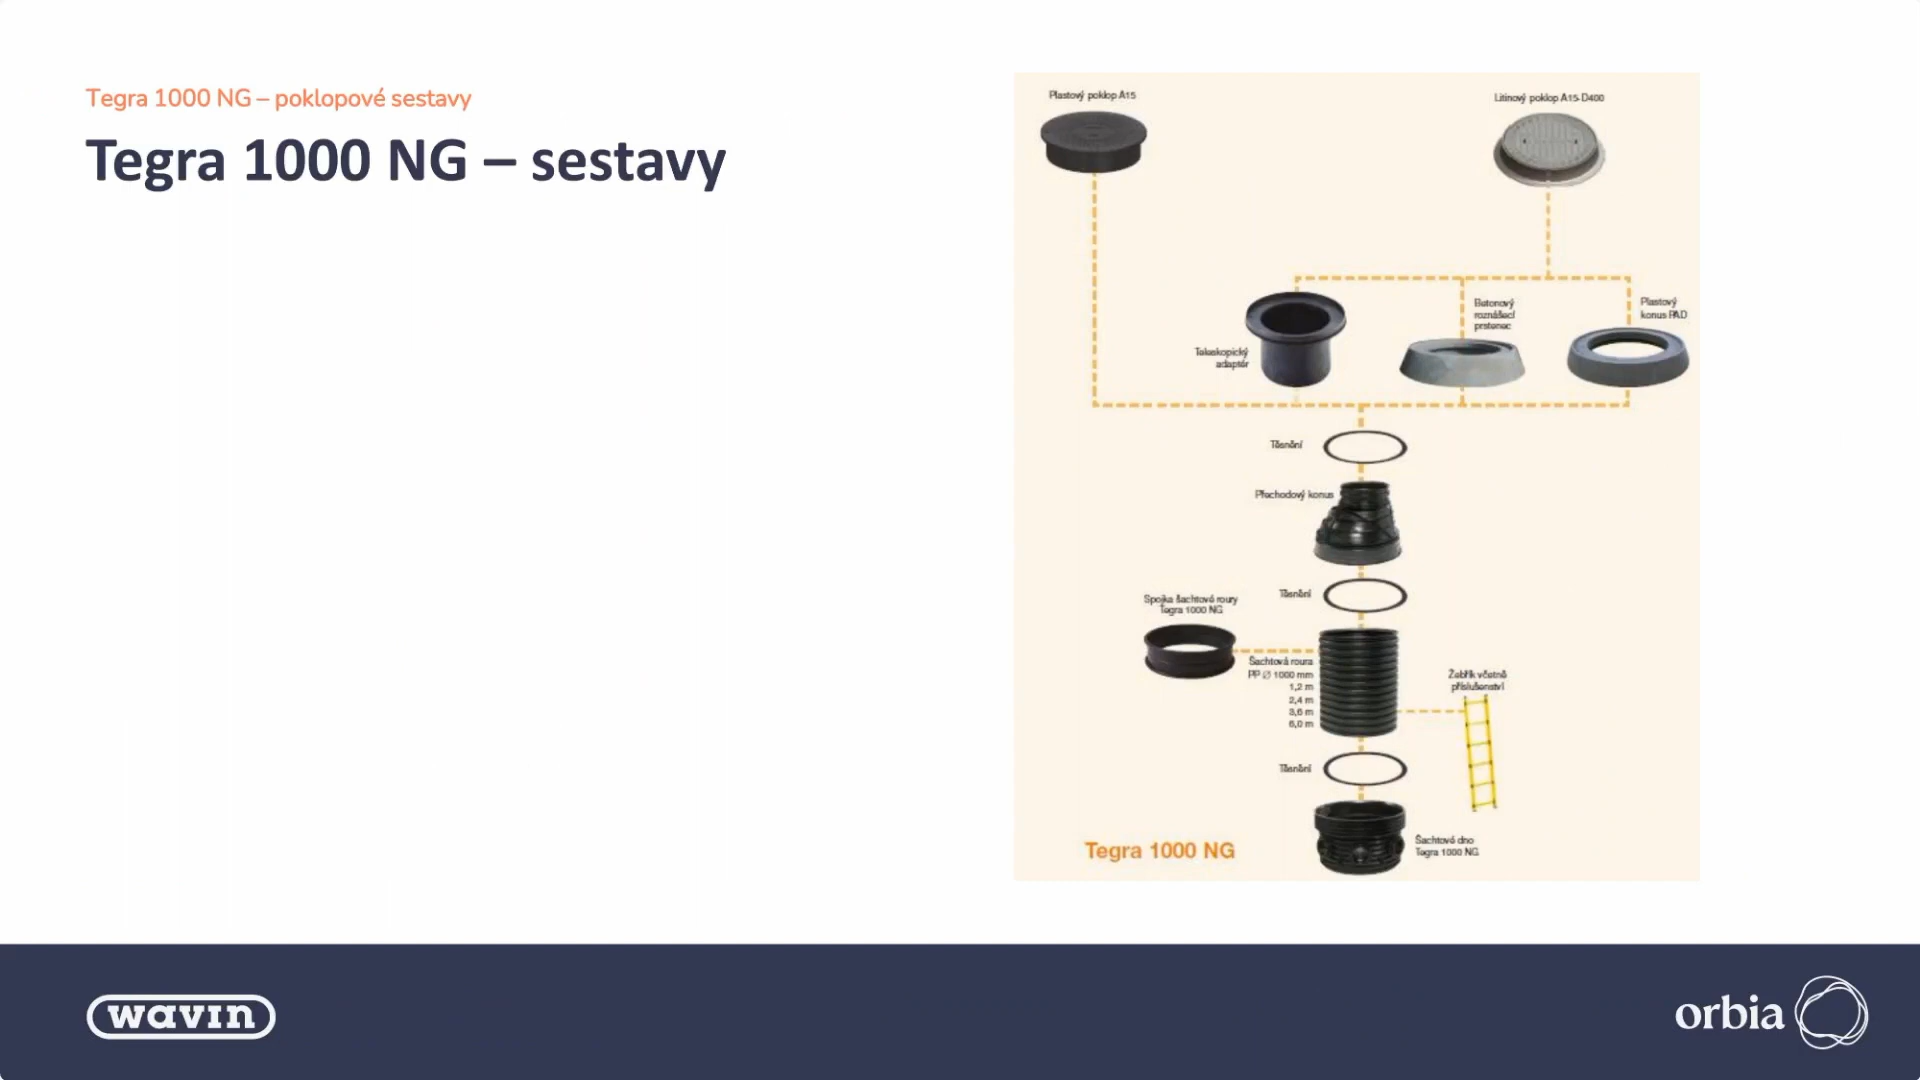 Tegra 1000 NG – poklopové sestavy
Tegra 1000 NG – sestavy
Plastový poklop A15
Litinový poklop A15-D400
Betonový
roznášecí
prstenec
Plastový
konus PAD
Teleskopický
adaptér
Těsnění
Přechodový konus
Těsnění
Spojka šachtové roury
Tegra 1000 NG
Šachtová roura
PP Ø 1000 mm
1,2 m
2,4 m
3,6 m
6,0 m
Žebřík včetně
příslušenství
Těsnění
Šachtové dno
Tegra 1000 NG
Tegra 1000 NG
wavin
orbia